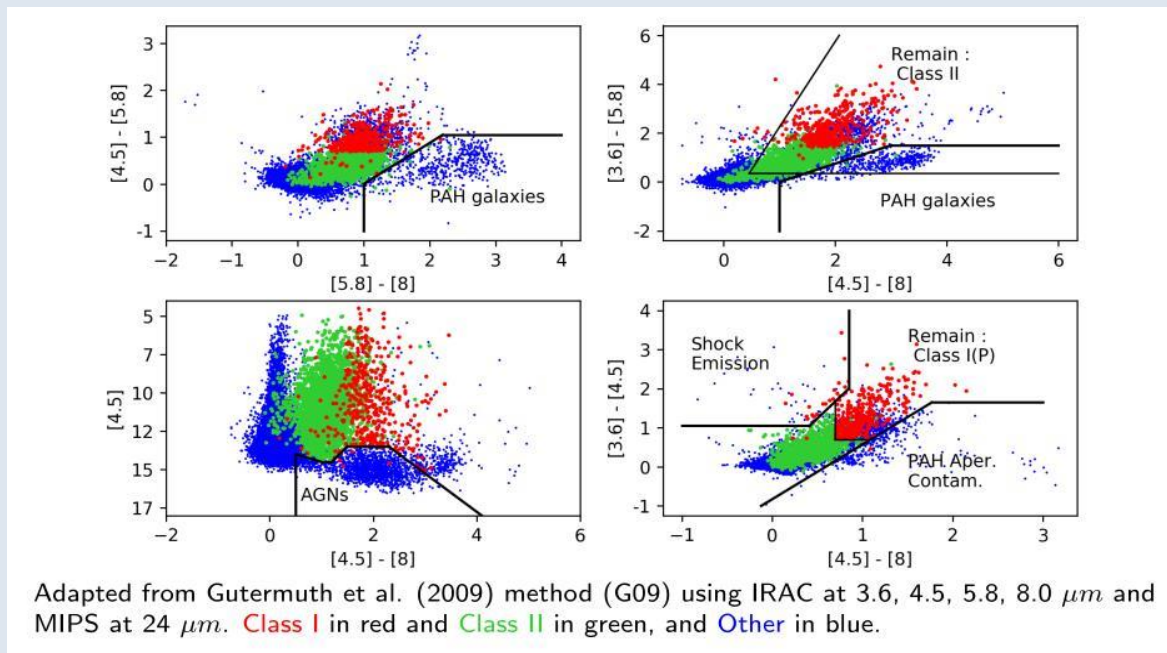 3
2
1
0
-1
[4.5] - [5.8]
PAH galaxies
−2 −1 0 1 2 3 4
[5.8] - [8]
6
4
2
0
-2
[3.6] - [5.8]
Remain :
Class II
PAH galaxies
0 2 4 6
[4.5] - [8]
5
7
10
12
15
17
[4.5]
AGNs
−2 0 2 4 6
[4.5] - [8]
4
3
2
1
0
-1
[3.6] - [4.5]
Shock
Emission
Remain :
Class I(P)
PAH Aper.
Contam.
−1 0 1 2 3
[4.5] - [8]
Adapted from Gutermuth et al. (2009) method (G09) using IRAC at 3.6, 4.5, 5.8, 8.0 μm and
MIPS at 24 μm. Class I in red and Class II in green, and Other in blue.